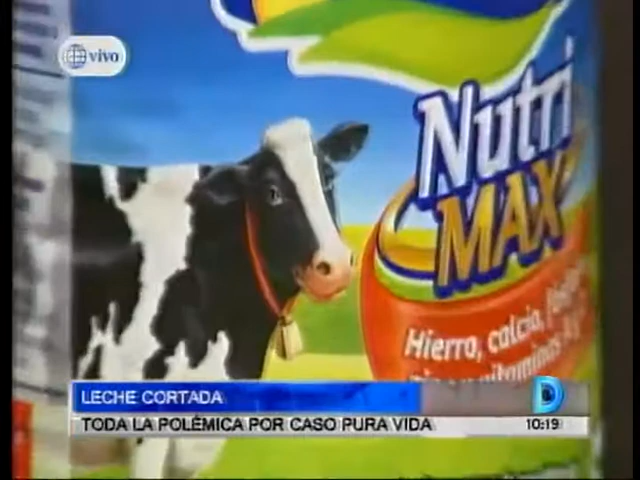 vivo
Nutri
MAX
Hierro, calcio,
LECHE CORTADA
D
TODA LA POLÉMICA POR CASO PURA VIDA
10:19